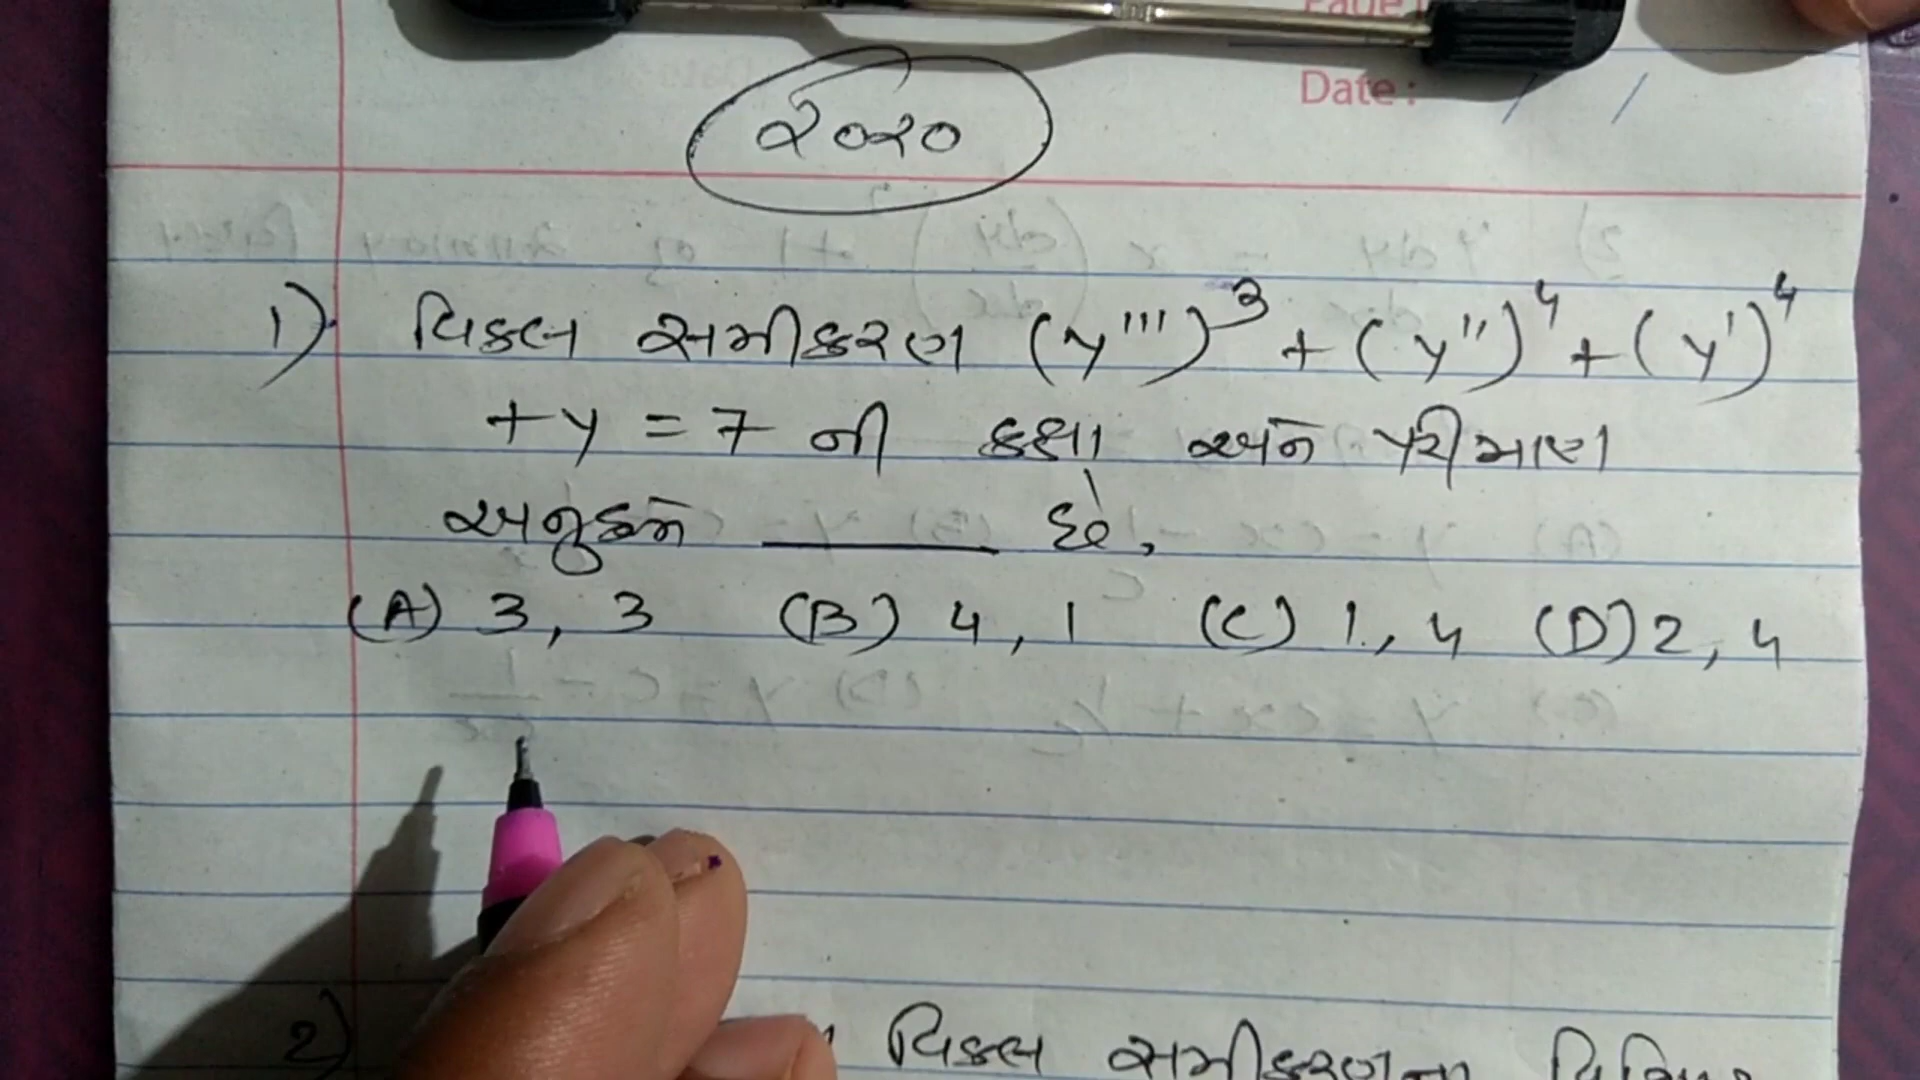 Date: / /
૨૦૨૦
1) વિકલ સમીકરણ (y''')³ + (y'')⁴ + (y')⁴
+ y = 7 ની કક્ષા અને પરીમાણ
અનુક્રમે ______ છે.
(A) 3, 3 (B) 4, 1 (C) 1, 4 (D) 2, 4
2) વિકલ સમીકરણના